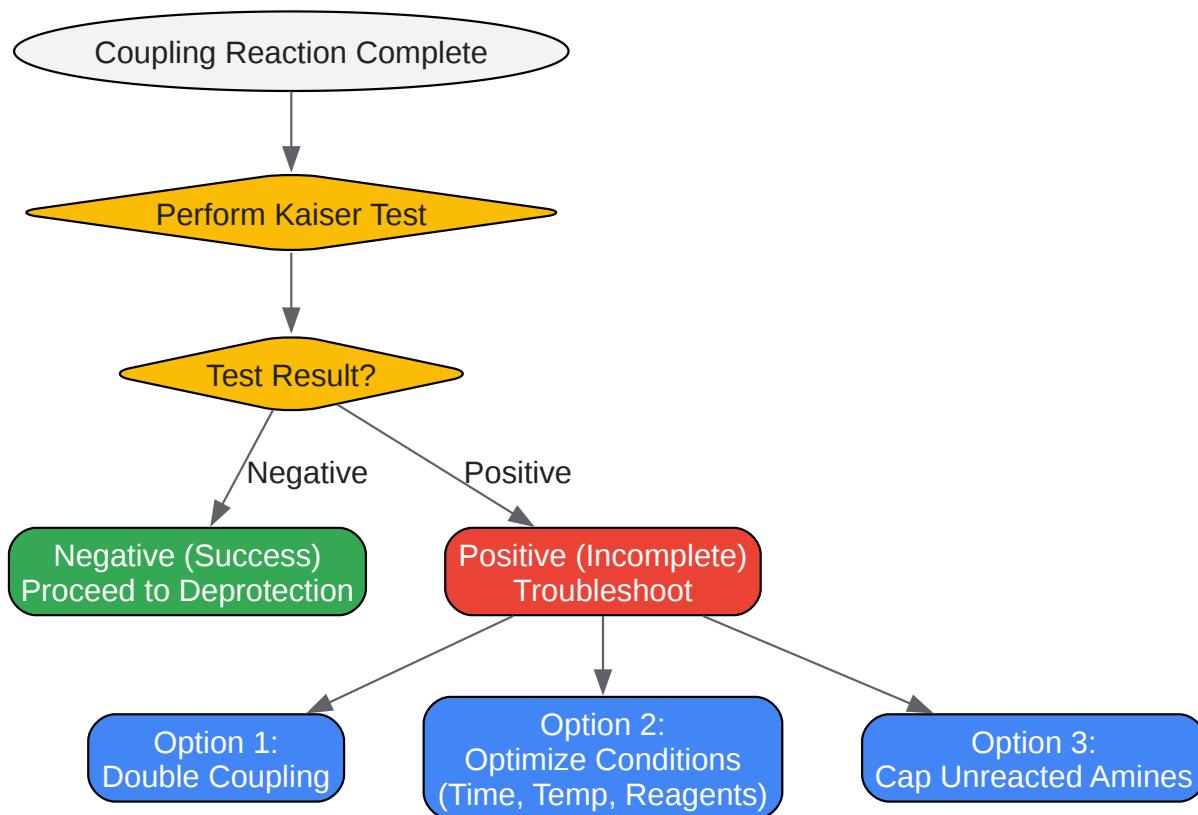 Coupling Reaction Complete
Perform Kaiser Test
Test Result?
Negative
Positive
Negative (Success)
Proceed to Deprotection
Positive (Incomplete)
Troubleshoot
Option 1:
Double Coupling
Option 2:
Optimize Conditions
(Time, Temp, Reagents)
Option 3:
Cap Unreacted Amines